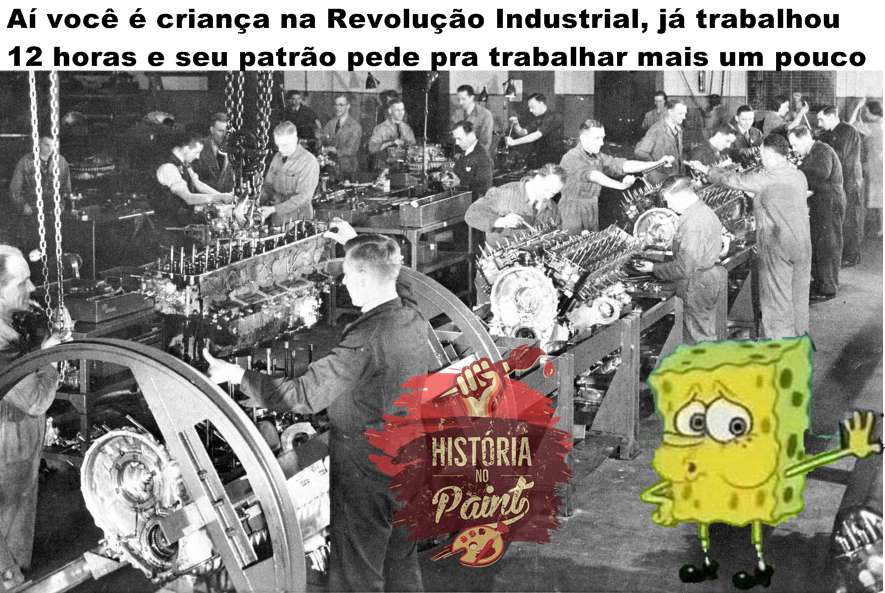 Aí você é criança na Revolução Industrial, já trabalhou
12 horas e seu patrão pede pra trabalhar mais um pouco
HISTÓRIA
NO
Paint